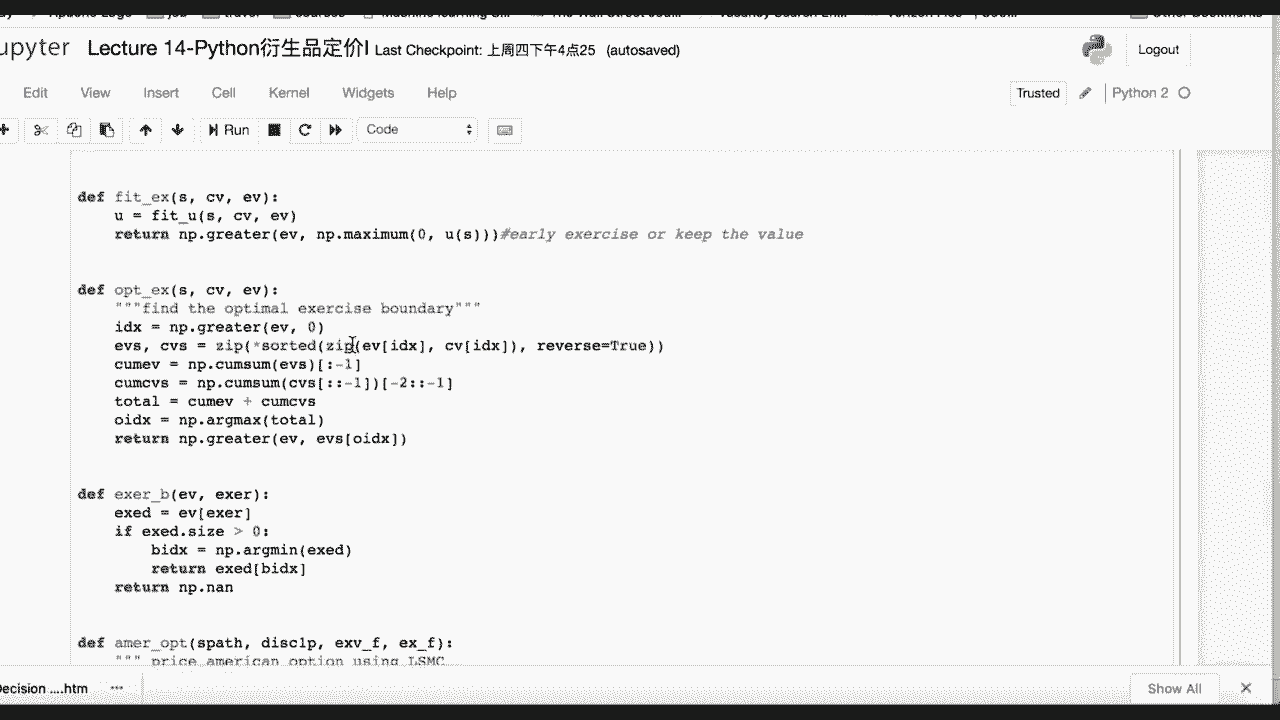 upyter Lecture 14-Python衍生品定价I Last Checkpoint: 上周四下午4点25 (autosaved)
Logout
Edit View Insert Cell Kernel Widgets Help
Trusted Python 2
Run Code
def fit_ex(s, cv, ev):
u = fit_u(s, cv, ev)
return np.greater(ev, np.maximum(0, u(s)))#early exercise or keep the value
def opt_ex(s, cv, ev):
"""find the optimal exercise boundary"""
idx = np.greater(ev, 0)
evs, cvs = zip(*sorted(zip(ev[idx], cv[idx]), reverse=True))
cumev = np.cumsum(evs)[:-1]
cumcvs = np.cumsum(cvs[::-1])[-2::-1]
total = cumev + cumcvs
oidx = np.argmax(total)
return np.greater(ev, evs[oidx])
def exer_b(ev, exer):
exed = ev[exer]
if exed.size > 0:
bidx = np.argmin(exed)
return exed[bidx]
return np.nan
def amer_opt(spath, disc1p, exv_f, ex_f):
""" price american option using LSMC
Decision ....htm
Show All